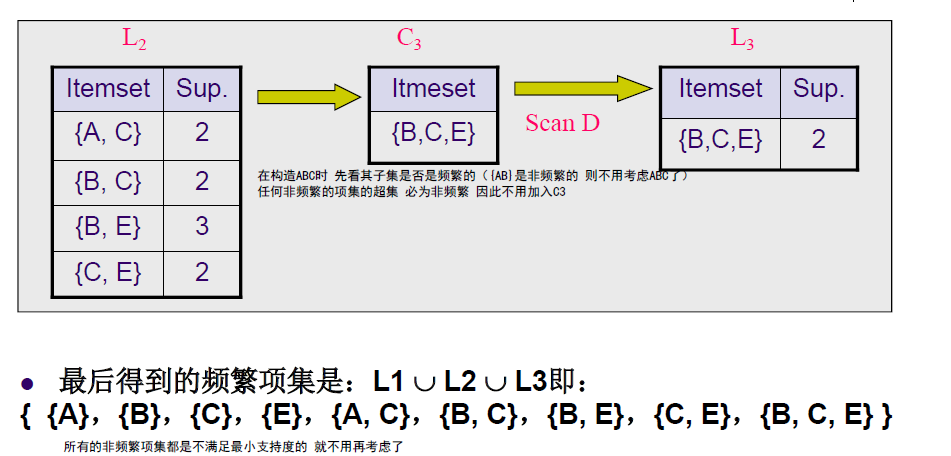 L2 C3 L3
Itemset Sup. Itmeset Itemset Sup.
{A, C} 2 {B,C,E} {B,C,E} 2
Scan D
{B, C} 2
{B, E} 3
{C, E} 2
在构造ABC时 先看其子集是否是频繁的（{AB}是非频繁的 则不用考虑ABC了）
任何非频繁的项集的超集 必为非频繁 因此不用加入C3
● 最后得到的频繁项集是：L1 ∪ L2 ∪ L3即：
{ {A}，{B}，{C}，{E}，{A, C}，{B, C}，{B, E}，{C, E}，{B, C, E} }
所有的非频繁项集都是不满足最小支持度的 就不用再考虑了